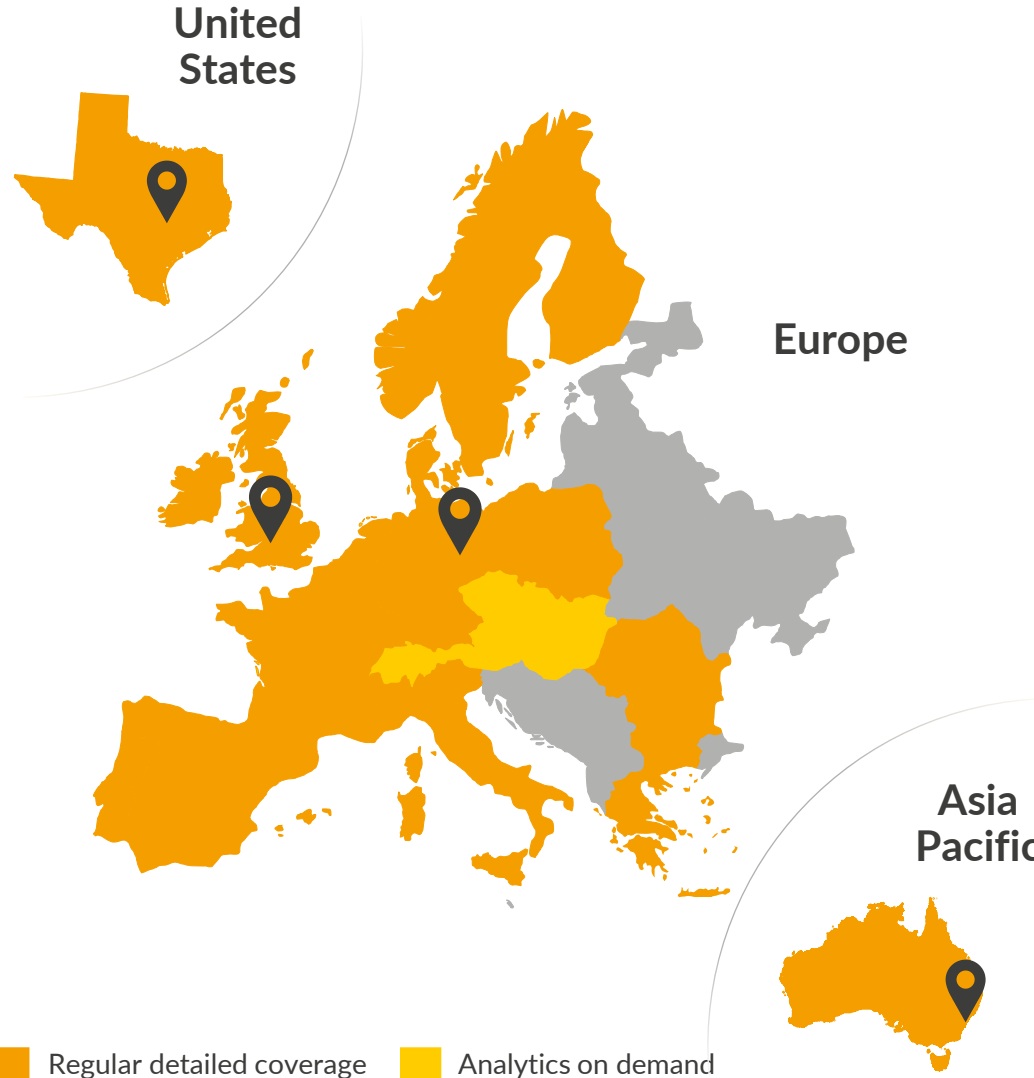 United
States
Europe
Asia
Pacific
Regular detailed coverage
Analytics on demand